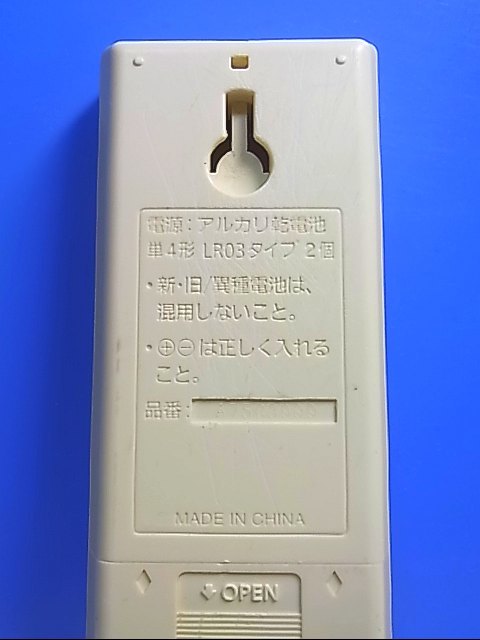 電源:アルカリ乾電池
単4形 LR03タイプ 2個
・新・旧/異種電池は、
混用しないこと。
・⊕⊖は正しく入れる
こと。
品番:
MADE IN CHINA
OPEN